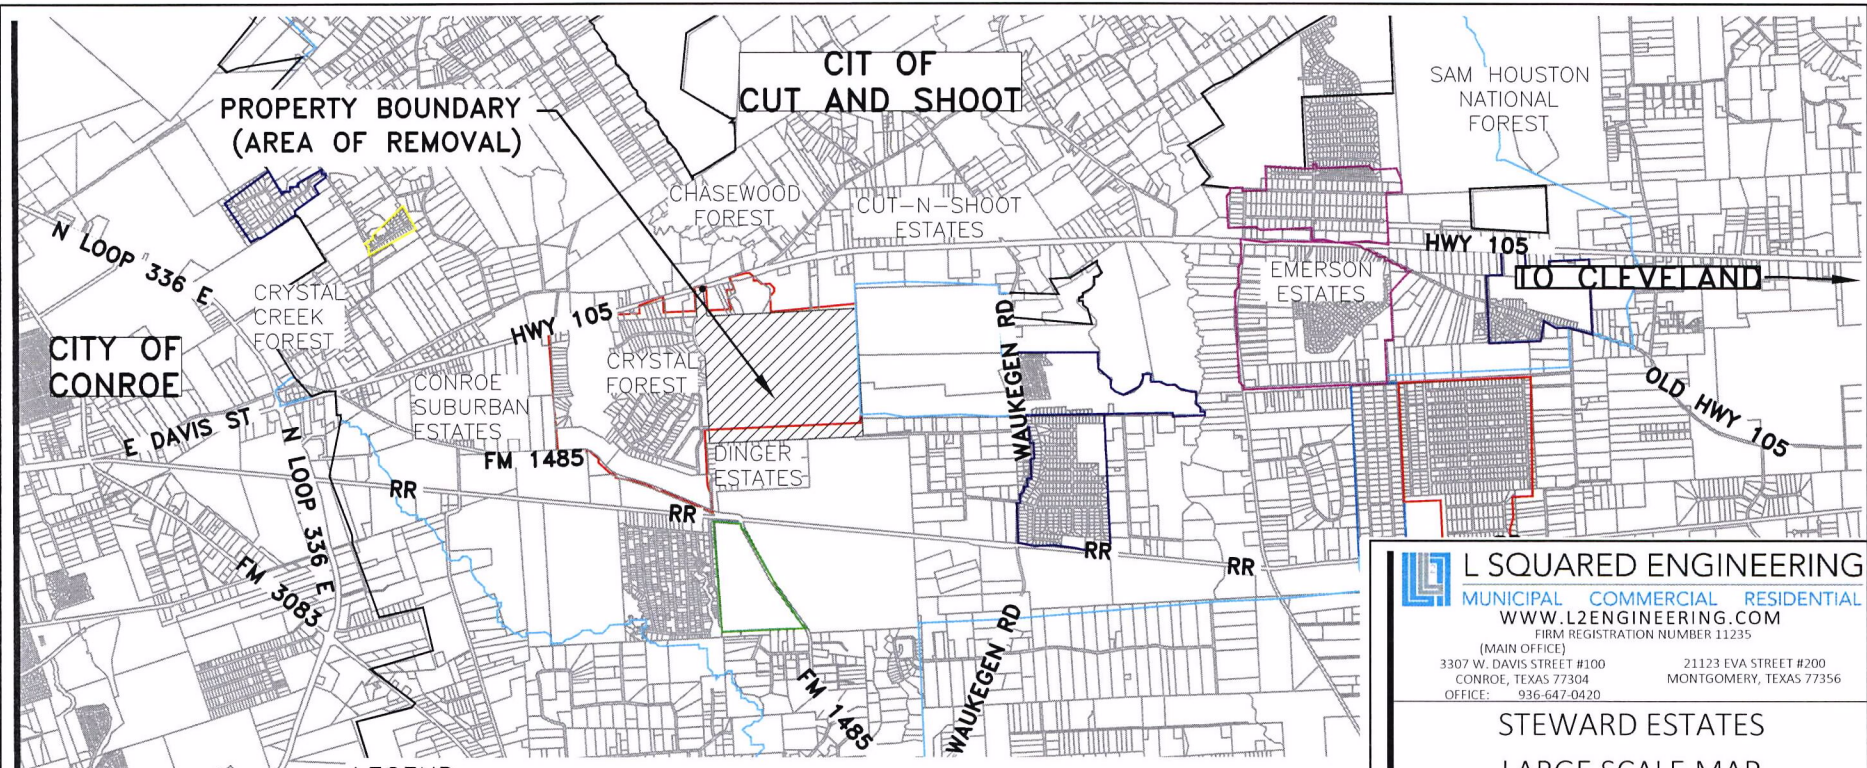 CIT OF
CUT AND SHOOT
PROPERTY BOUNDARY
(AREA OF REMOVAL)
SAM HOUSTON
NATIONAL
FOREST
CHASEWOOD
FOREST
CUT-N-SHOOT
ESTATES
N LOOP 336 E
HWY 105
EMERSON
ESTATES
TO CLEVELAND
CRYSTAL
CREEK
FOREST
HWY 105
WAUKEGEN RD
CITY OF
CONROE
CRYSTAL
FOREST
CONROE
SUBURBAN
ESTATES
OLD HWY 105
E DAVIS ST
N LOOP 336 E
FM 1485
DINGER
ESTATES
RR
RR
RR
RR
FM 3083
WAUKEGEN RD
FM 1485
L SQUARED ENGINEERING
MUNICIPAL COMMERCIAL RESIDENTIAL
WWW.L2ENGINEERING.COM
FIRM REGISTRATION NUMBER 11235
(MAIN OFFICE)
3307 W. DAVIS STREET #100
CONROE, TEXAS 77304
OFFICE: 936-647-0420
21123 EVA STREET #200
MONTGOMERY, TEXAS 77356
STEWARD ESTATES
LARGE SCALE MAP
LEGEND